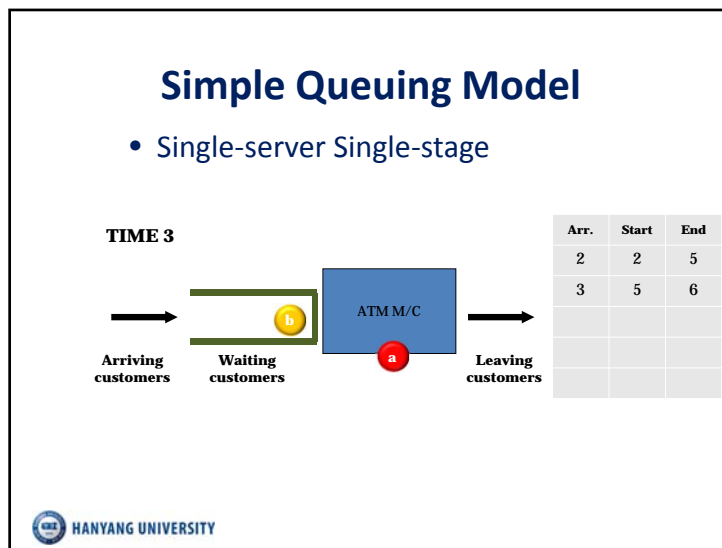 Simple Queuing Model
• Single-server Single-stage
TIME 3
b
ATM M/C
a
Arriving
customers
Waiting
customers
Leaving
customers
Arr. Start End
2 2 5
3 5 6
HANYANG UNIVERSITY